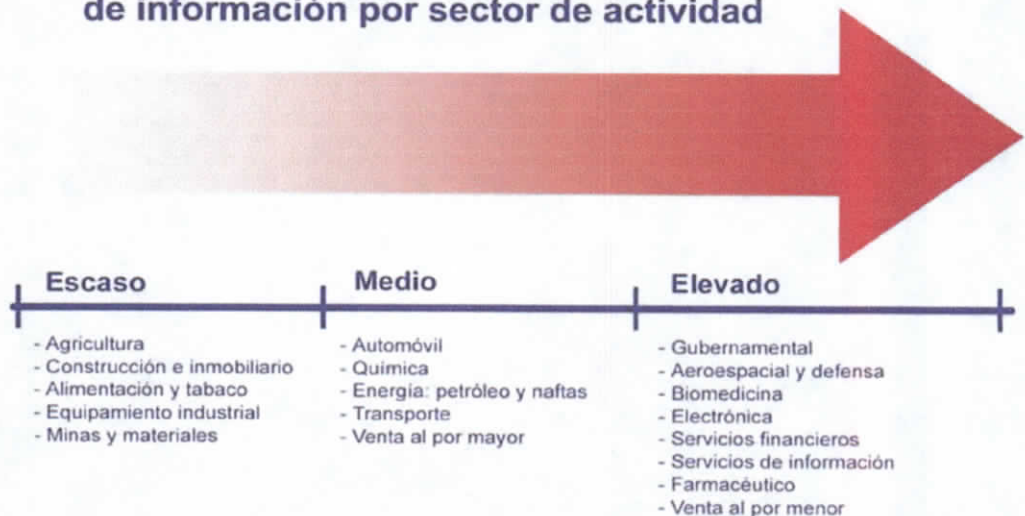 de información por sector de actividad
Escaso
- Agricultura
- Construcción e inmobiliario
- Alimentación y tabaco
- Equipamiento industrial
- Minas y materiales
Medio
- Automóvil
- Química
- Energía: petróleo y naftas
- Transporte
- Venta al por mayor
Elevado
- Gubernamental
- Aeroespacial y defensa
- Biomedicina
- Electrónica
- Servicios financieros
- Servicios de información
- Farmacéutico
- Venta al por menor